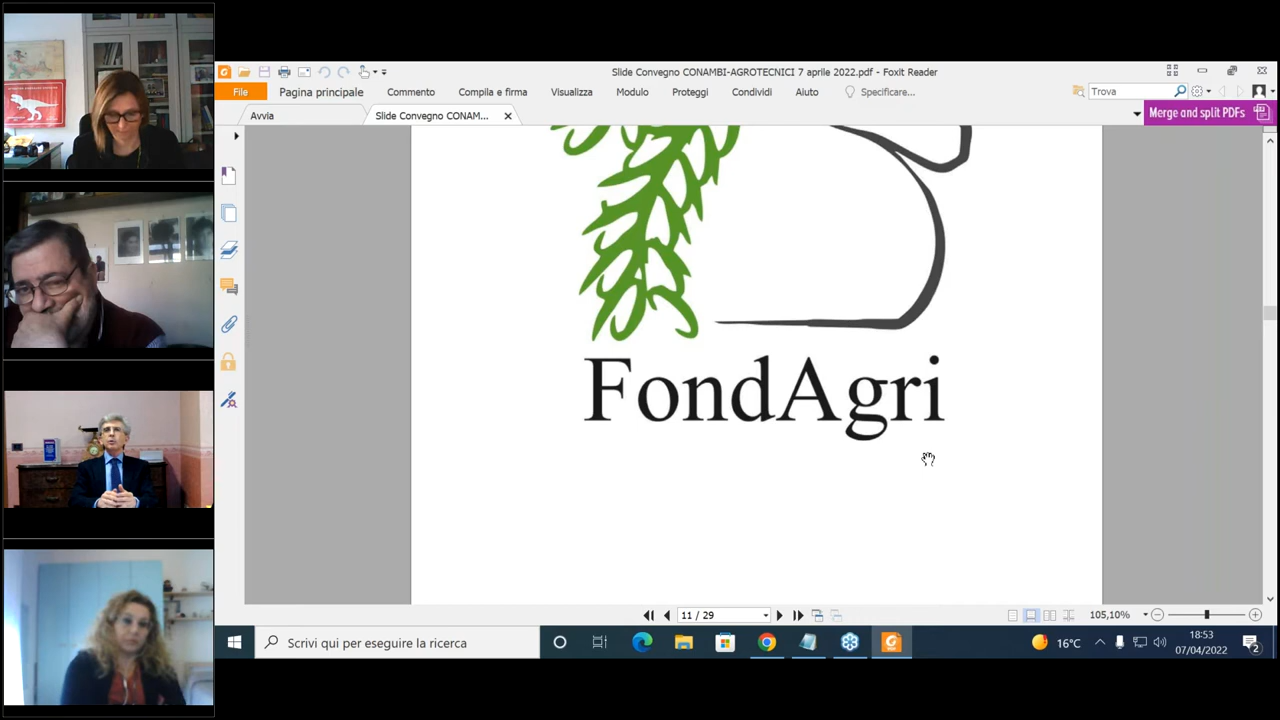 Slide Convegno CONAMBI-AGROTECNICI 7 aprile 2022.pdf - Foxit Reader
File Pagina principale Commento Compila e firma Visualizza Modulo Proteggi Condividi Aiuto Specificare... Trova
Avvia Slide Convegno CONAM... Merge and split PDFs
FondAgri
11 / 29 105,10%
Scrivi qui per eseguire la ricerca 16°C 18:53
07/04/2022 2